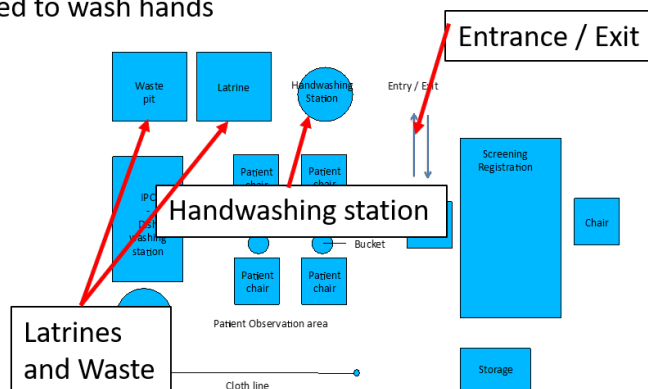 ed to wash hands
Entrance / Exit
Waste
pit
Latrine
Handwashing
Station
Entry / Exit
Screening
Registration
Patient
chair
Patient
chair
IPC
-
Dish
washing
station
Handwashing station
Chair
Bucket
Patient
chair
Patient
chair
Patient Observation area
Latrines
and Waste
Cloth line
Storage